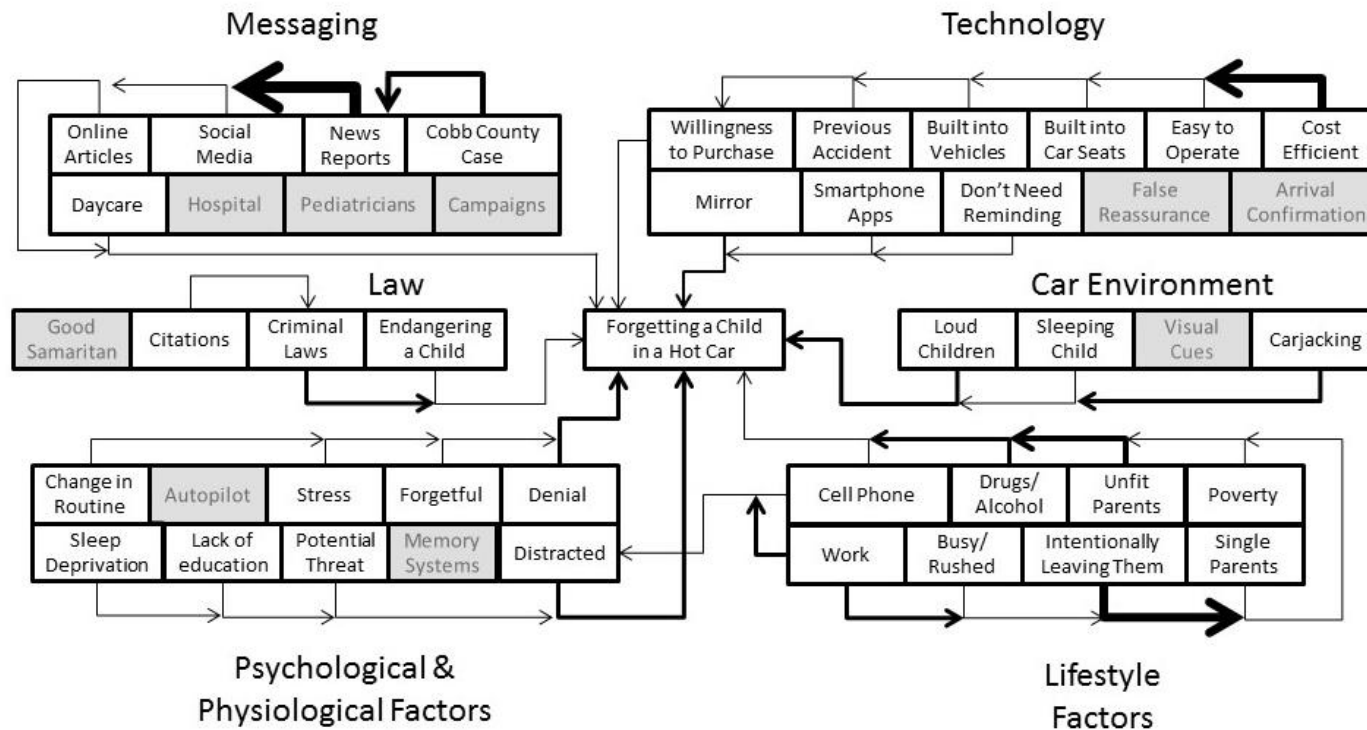 Messaging
Technology
Online
Articles
Social
Media
News
Reports
Cobb County
Case
Daycare
Hospital
Pediatricians
Campaigns
Willingness
to Purchase
Previous
Accident
Built into
Vehicles
Built into
Car Seats
Easy to
Operate
Cost
Efficient
Mirror
Smartphone
Apps
Don't Need
Reminding
False
Reassurance
Arrival
Confirmation
Law
Car Environment
Good
Samaritan
Citations
Criminal
Laws
Endangering
a Child
Forgetting a Child
in a Hot Car
Loud
Children
Sleeping
Child
Visual
Cues
Carjacking
Change in
Routine
Autopilot
Stress
Forgetful
Denial
Sleep
Deprivation
Lack of
education
Potential
Threat
Memory
Systems
Distracted
Cell Phone
Drugs/
Alcohol
Unfit
Parents
Poverty
Work
Busy/
Rushed
Intentionally
Leaving Them
Single
Parents
Psychological &
Physiological Factors
Lifestyle
Factors